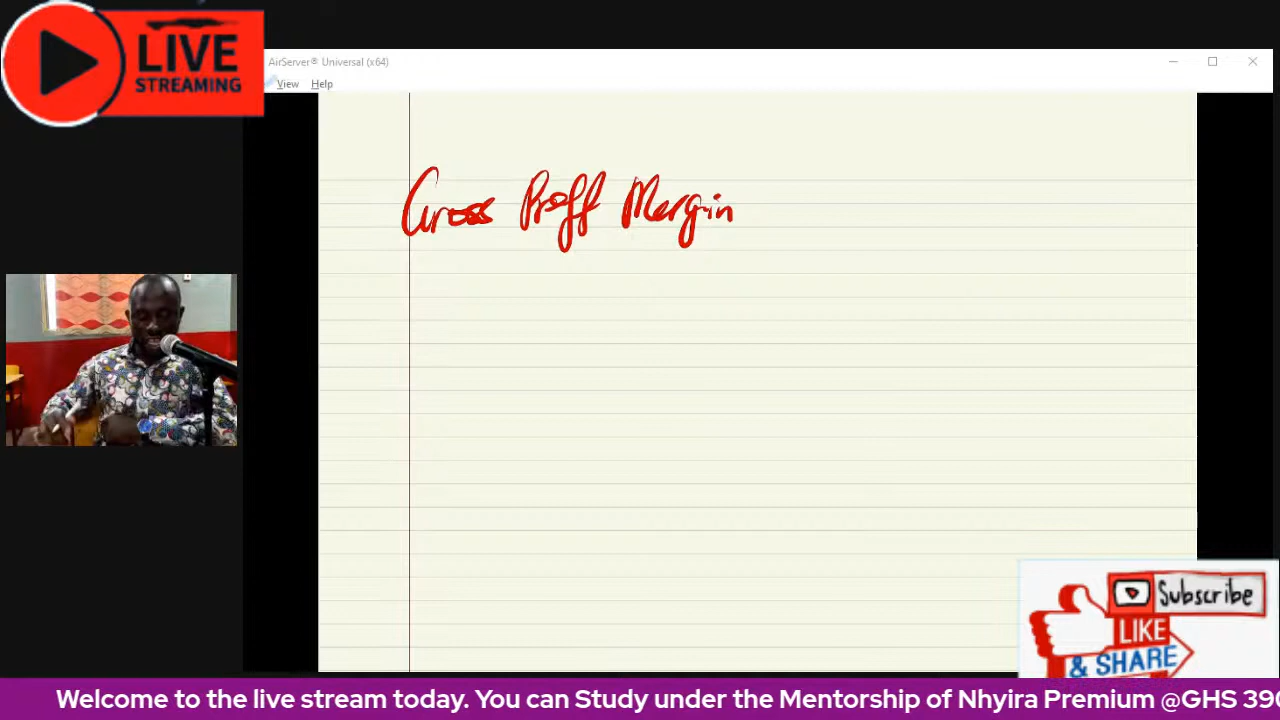 LIVE
STREAMING
AirServer® Universal (x64)
View Help
Gross Proff Margin
Subscribe
LIKE
& SHARE
Welcome to the live stream today. You can Study under the Mentorship of Nhyira Premium @GHS 390